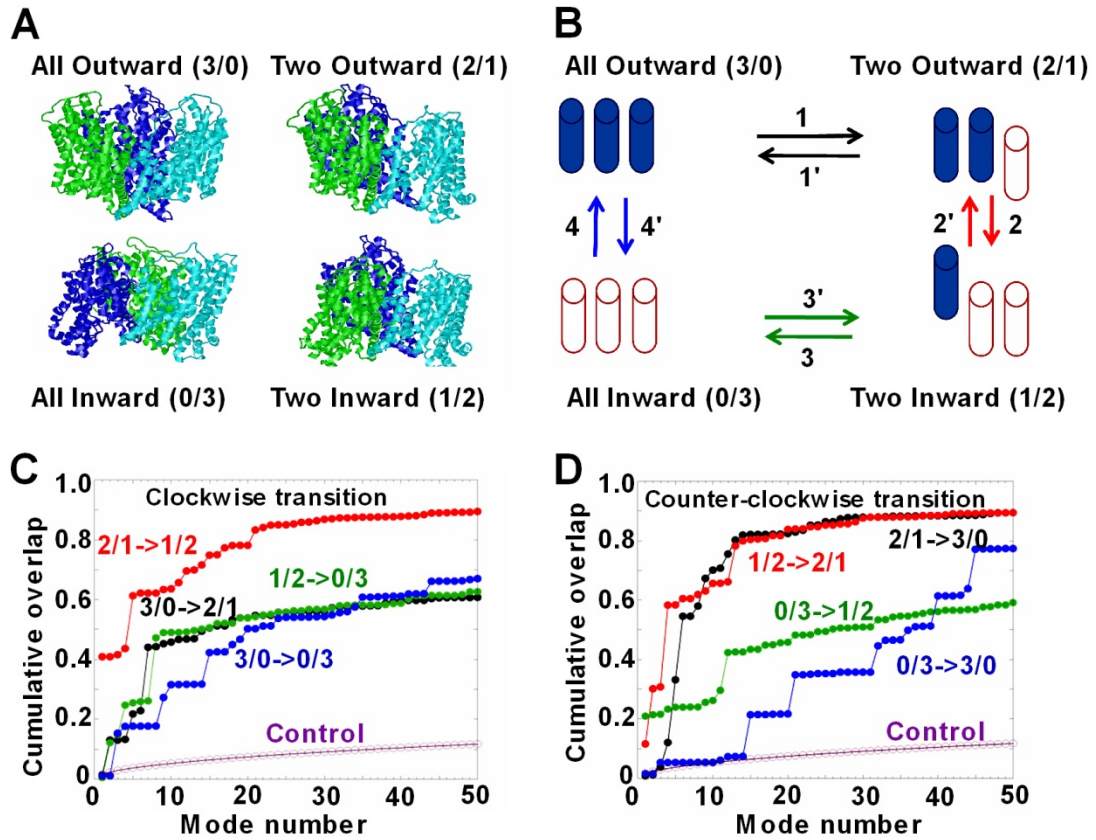 A
All Outward (3/0) Two Outward (2/1)
All Inward (0/3) Two Inward (1/2)
B
All Outward (3/0) Two Outward (2/1)
1
1'
4 4' 2' 2
3'
3
All Inward (0/3) Two Inward (1/2)
C
Clockwise transition
2/1->1/2
1/2->0/3
3/0->2/1
3/0->0/3
Control
Cumulative overlap
1.0
0.8
0.6
0.4
0.2
0
0 10 20 30 40 50
Mode number
D
Counter-clockwise transition
2/1->3/0
1/2->2/1
0/3->1/2
0/3->3/0
Control
Cumulative overlap
1.0
0.8
0.6
0.4
0.2
0
0 10 20 30 40 50
Mode number